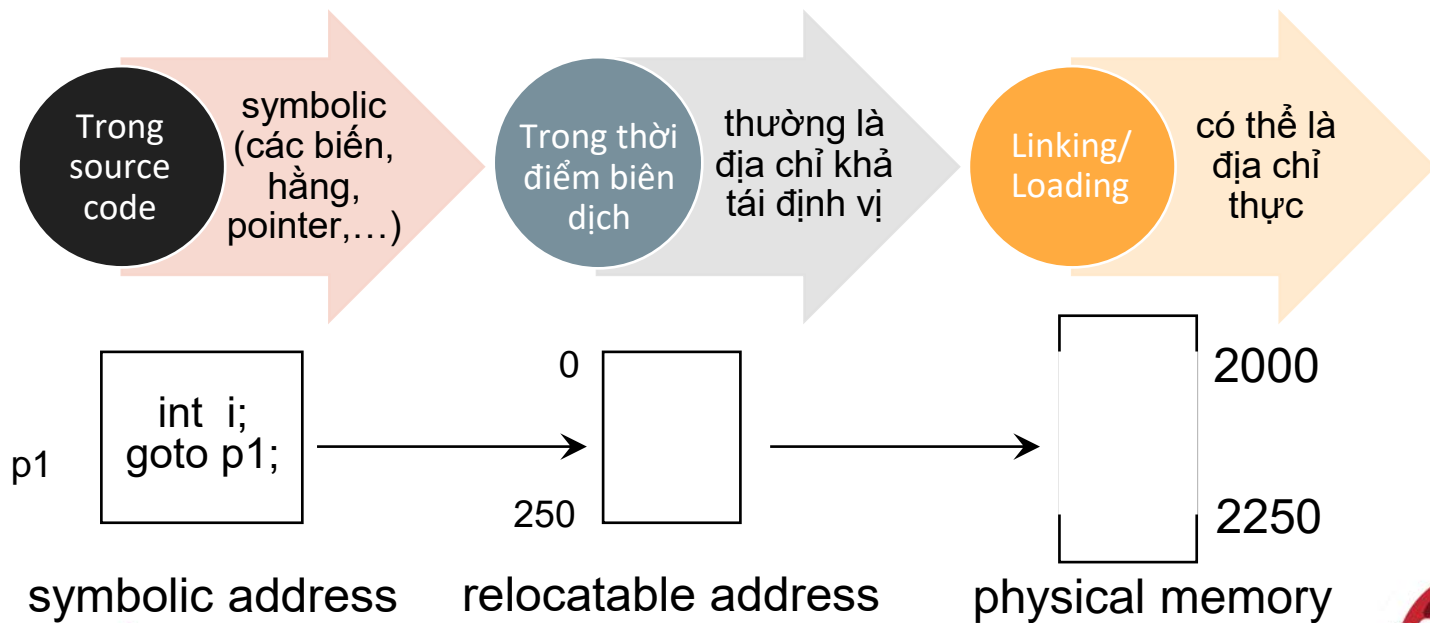 Trong
source
code
symbolic
(các biến,
hằng,
pointer,...)
Trong thời
điểm biên
dịch
thường là
địa chỉ khả
tái định vị
Linking/
Loading
có thể là
địa chỉ
thực
p1
int i;
goto p1;
0
250
2000
2250
symbolic address
relocatable address
physical memory